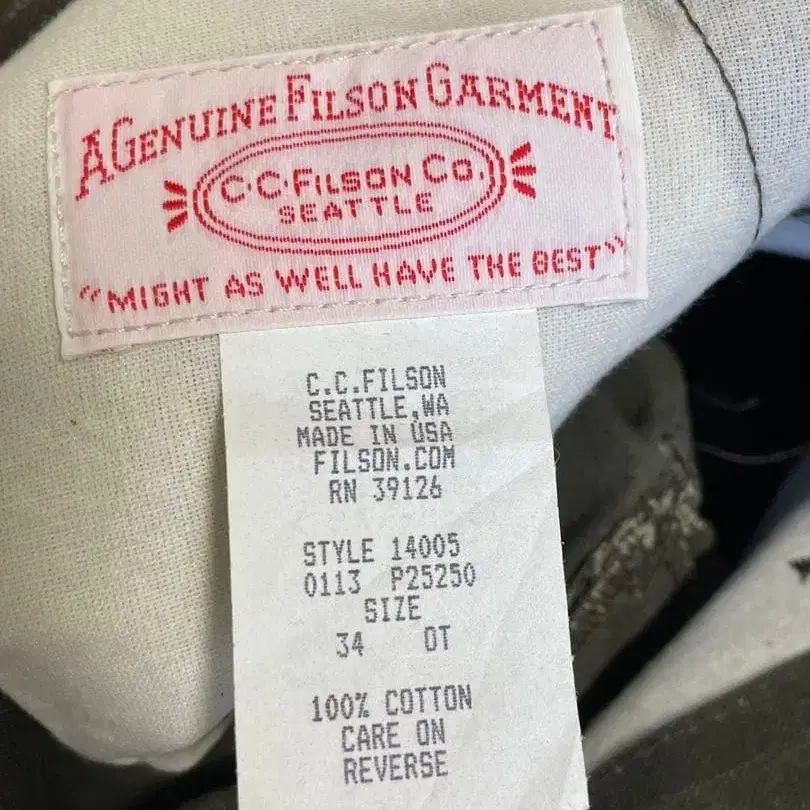 A GENUINE FILSON GARMENT
C.C. FILSON CO.
SEATTLE
"MIGHT AS WELL HAVE THE BEST"
C.C.FILSON
SEATTLE,WA
MADE IN USA
FILSON.COM
RN 39126
STYLE 14005
0113 P25250
SIZE
34 OT
100% COTTON
CARE ON
REVERSE